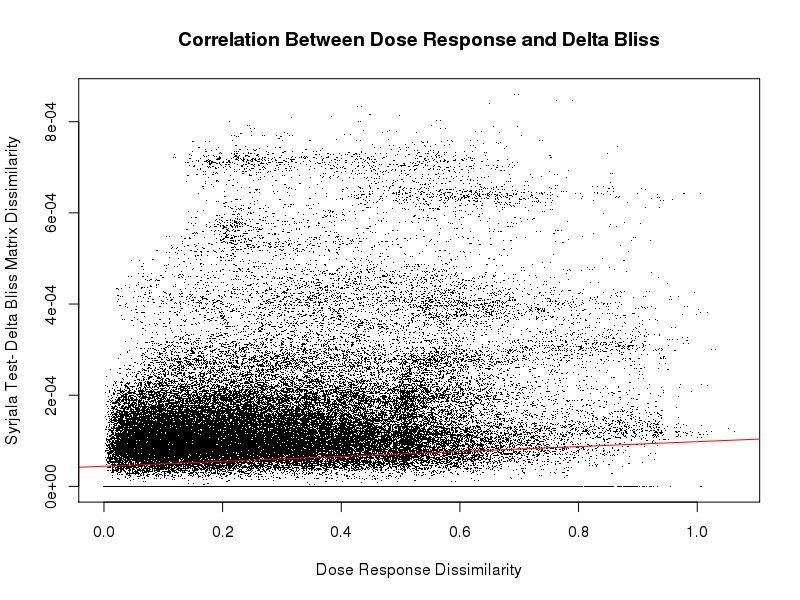 Correlation Between Dose Response and Delta Bliss
Syrjala Test- Delta Bliss Matrix Dissimilarity
8e-04
6e-04
4e-04
2e-04
0e+00
0.0 0.2 0.4 0.6 0.8 1.0
Dose Response Dissimilarity